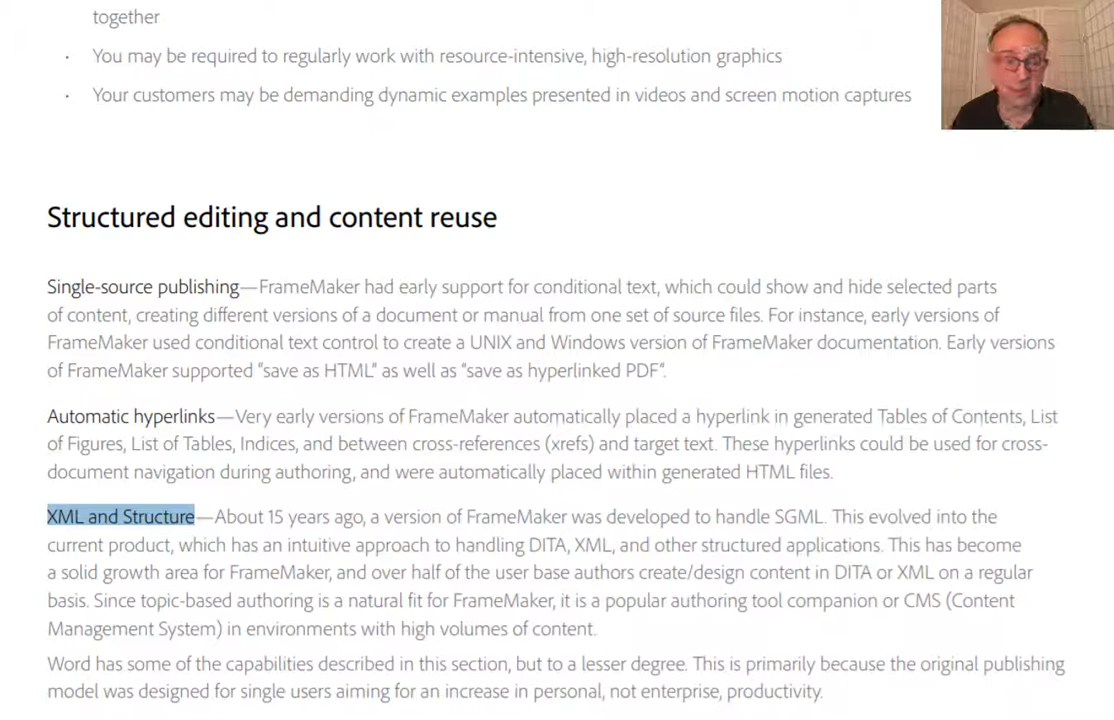 together
· You may be required to regularly work with resource-intensive, high-resolution graphics
· Your customers may be demanding dynamic examples presented in videos and screen motion captures
Structured editing and content reuse
Single-source publishing—FrameMaker had early support for conditional text, which could show and hide selected parts
of content, creating different versions of a document or manual from one set of source files. For instance, early versions of
FrameMaker used conditional text control to create a UNIX and Windows version of FrameMaker documentation. Early versions
of FrameMaker supported “save as HTML” as well as “save as hyperlinked PDF”.
Automatic hyperlinks—Very early versions of FrameMaker automatically placed a hyperlink in generated Tables of Contents, List
of Figures, List of Tables, Indices, and between cross-references (xrefs) and target text. These hyperlinks could be used for cross-
document navigation during authoring, and were automatically placed within generated HTML files.
XML and Structure—About 15 years ago, a version of FrameMaker was developed to handle SGML. This evolved into the
current product, which has an intuitive approach to handling DITA, XML, and other structured applications. This has become
a solid growth area for FrameMaker, and over half of the user base authors create/design content in DITA or XML on a regular
basis. Since topic-based authoring is a natural fit for FrameMaker, it is a popular authoring tool companion or CMS (Content
Management System) in environments with high volumes of content.
Word has some of the capabilities described in this section, but to a lesser degree. This is primarily because the original publishing
model was designed for single users aiming for an increase in personal, not enterprise, productivity.